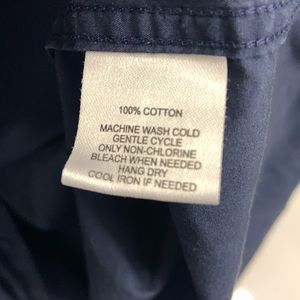 100% COTTON
MACHINE WASH COLD
GENTLE CYCLE
ONLY NON-CHLORINE
BLEACH WHEN NEEDED
HANG DRY
COOL IRON IF NEEDED